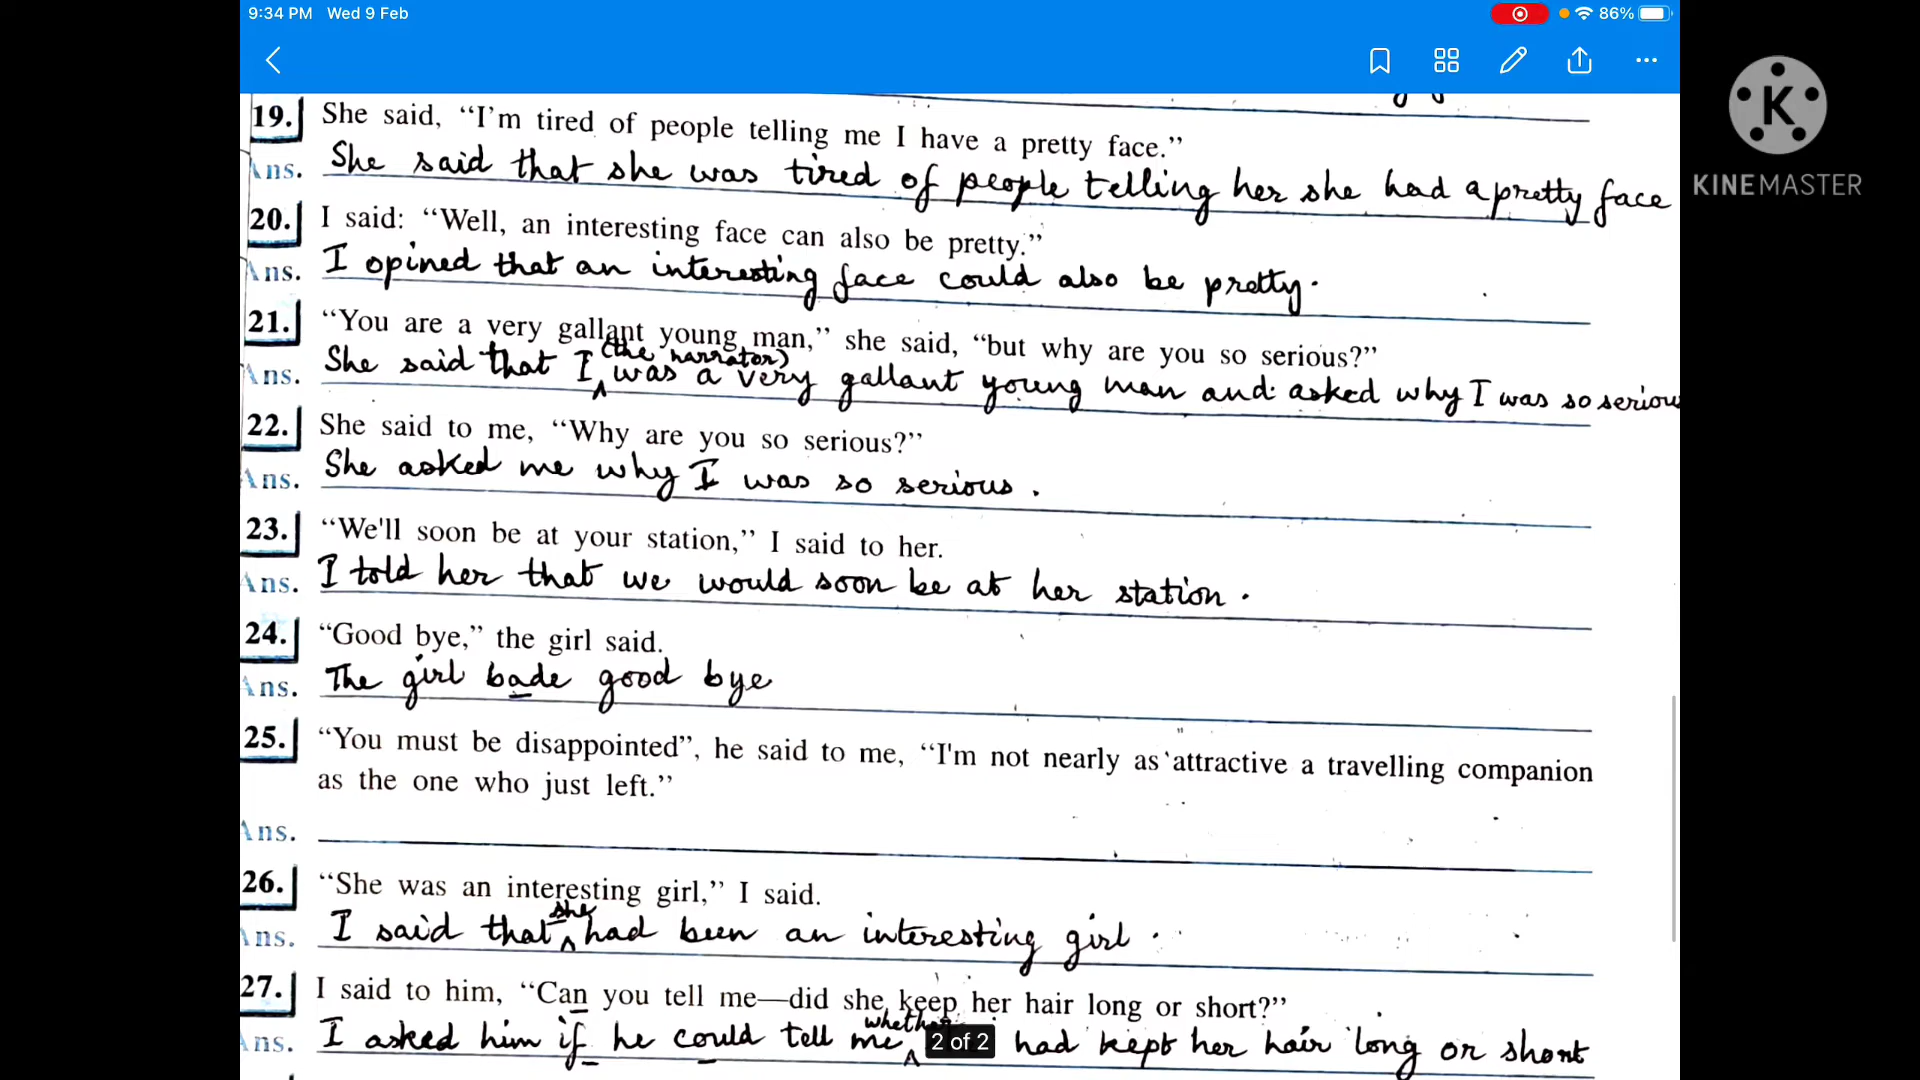 9:34 PM Wed 9 Feb 86%
K
KINEMASTER
19. She said, “I’m tired of people telling me I have a pretty face.”
Ans. She said that she was tired of people telling her she had a pretty face
20. I said: “Well, an interesting face can also be pretty.”
Ans. I opined that an interesting face could also be pretty.
21. “You are a very gallant young man,” she said, “but why are you so serious?”
(the narrator)
Ans. She said that I was a very gallant young man and asked why I was so seriou
22. She said to me, “Why are you so serious?”
Ans. She asked me why I was so serious.
23. “We'll soon be at your station,” I said to her.
Ans. I told her that we would soon be at her station.
24. “Good bye,” the girl said.
Ans. The girl bade good bye
25. “You must be disappointed”, he said to me, “I'm not nearly as attractive a travelling companion
as the one who just left.”
Ans.
26. “She was an interesting girl,” I said.
she
Ans. I said that had been an interesting girl.
27. I said to him, “Can you tell me—did she keep her hair long or short?”
whether
Ans. I asked him if he could tell me had kept her hair long or short
2 of 2